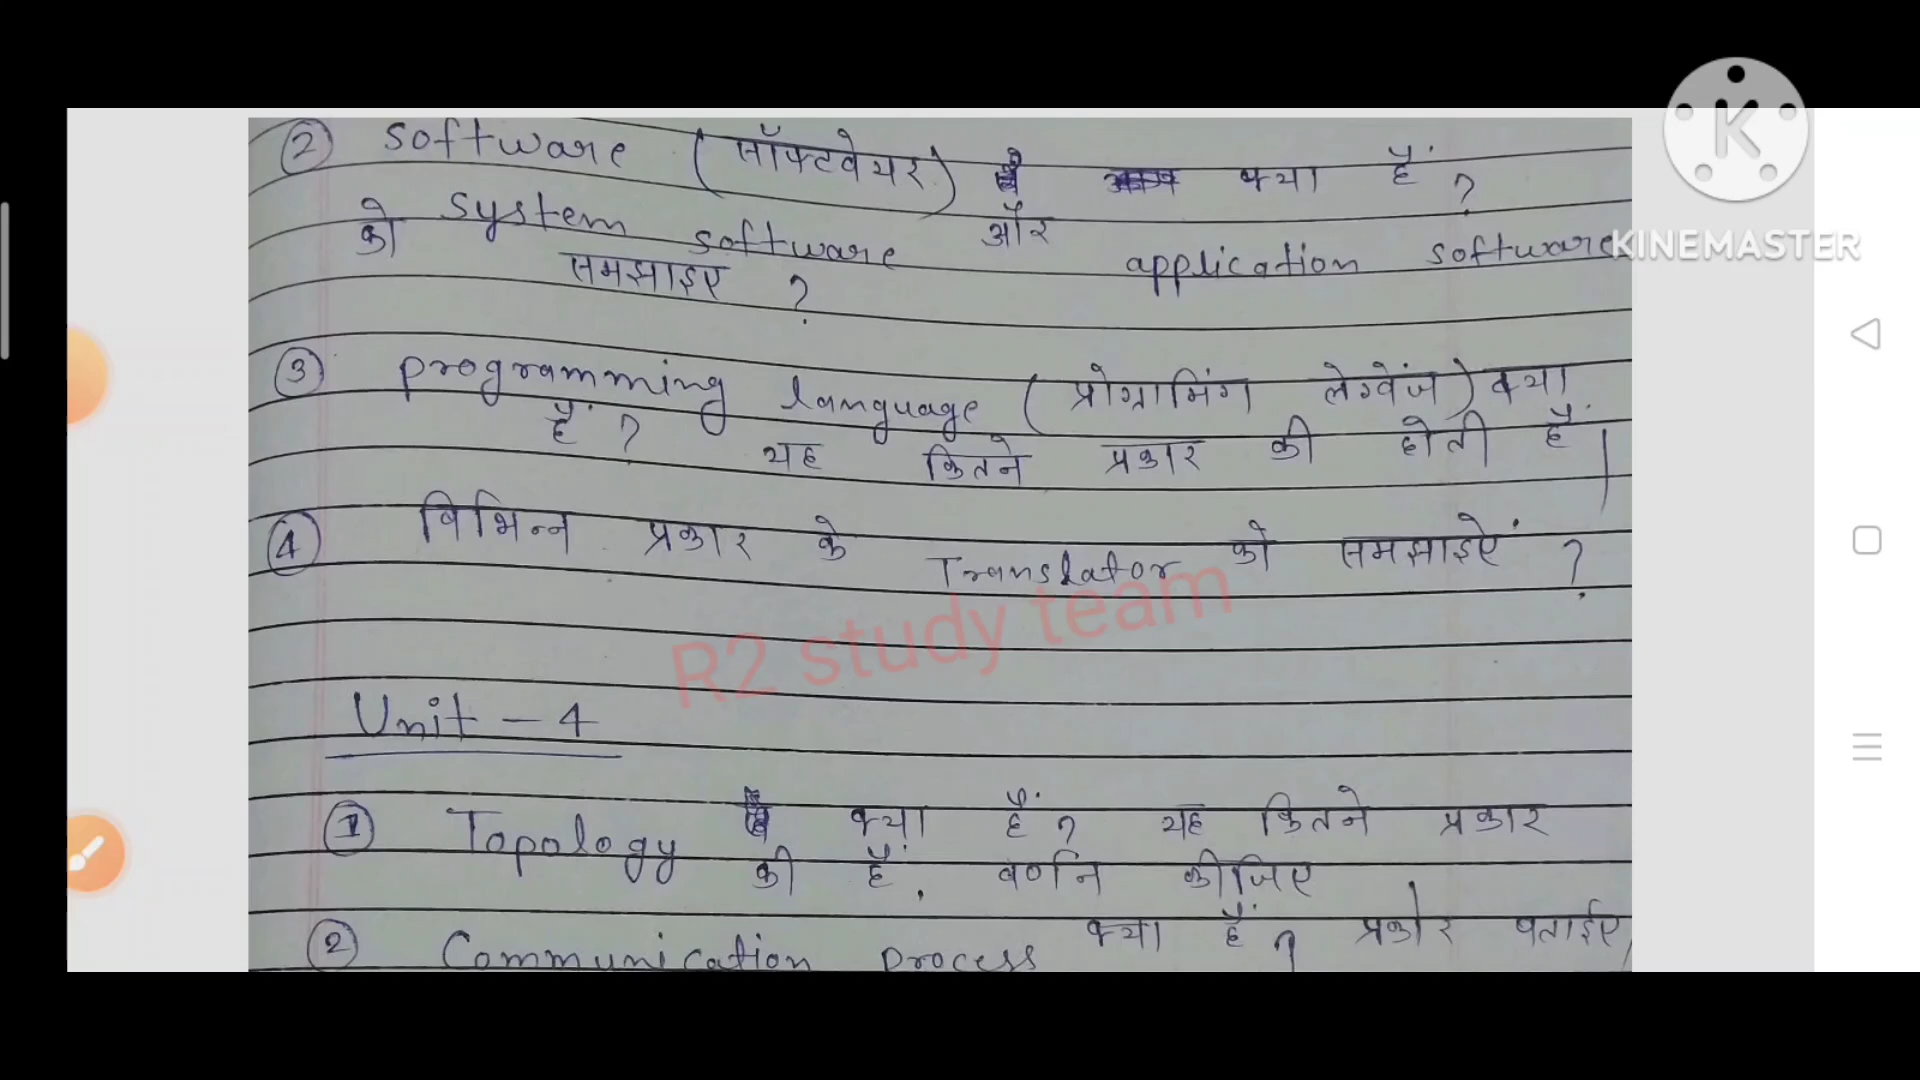 ② Software (सॉफ्टवेयर) क्या हैं ?
system software और application software
को समझाइए ?
③ programming language (प्रोग्रामिंग लेंग्वेंज) क्या
हैं ? यह कितने प्रकार की होती हैं |
④ विभिन्न प्रकार के Translator को समझाइऐं ?
R2 study team
Unit - 4
① Topology क्या हैं ? यह कितने प्रकार
की हैं . वर्णन कीजिए |
② Communication process क्या हैं ? प्रकार बताईए |
K
KINEMASTER